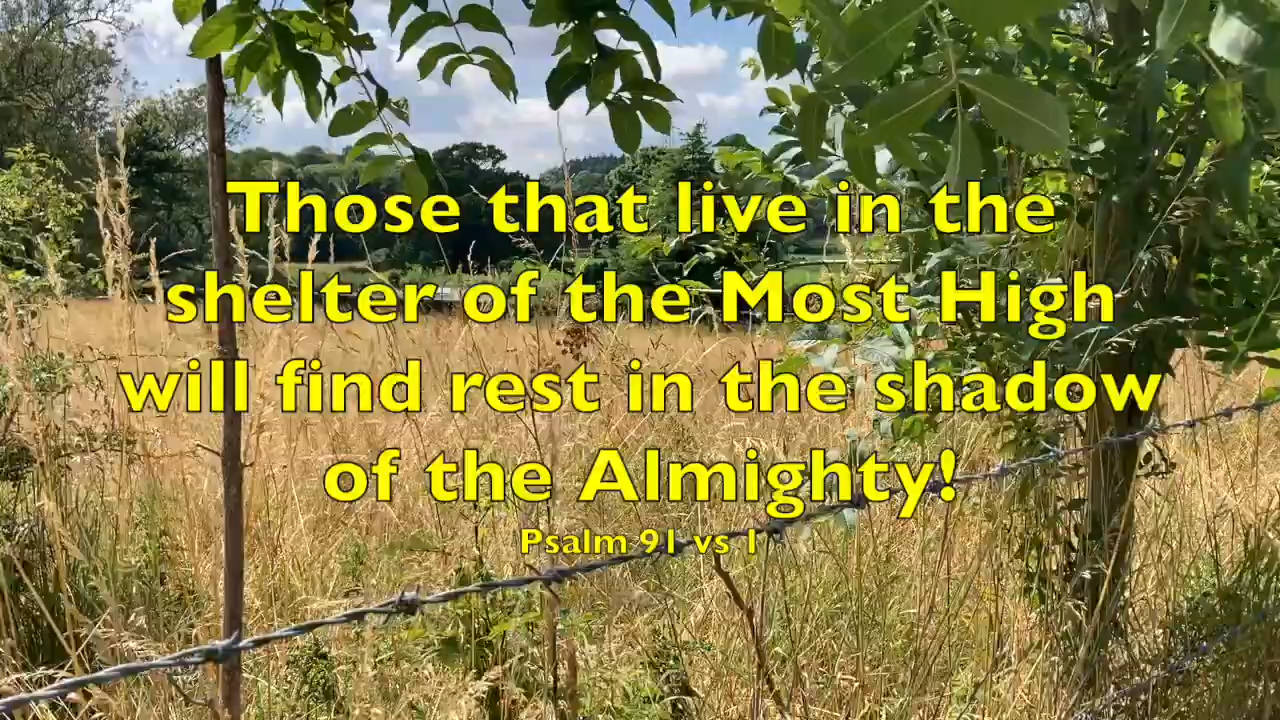 Those that live in the
shelter of the Most High
will find rest in the shadow
of the Almighty!
Psalm 91 vs 1